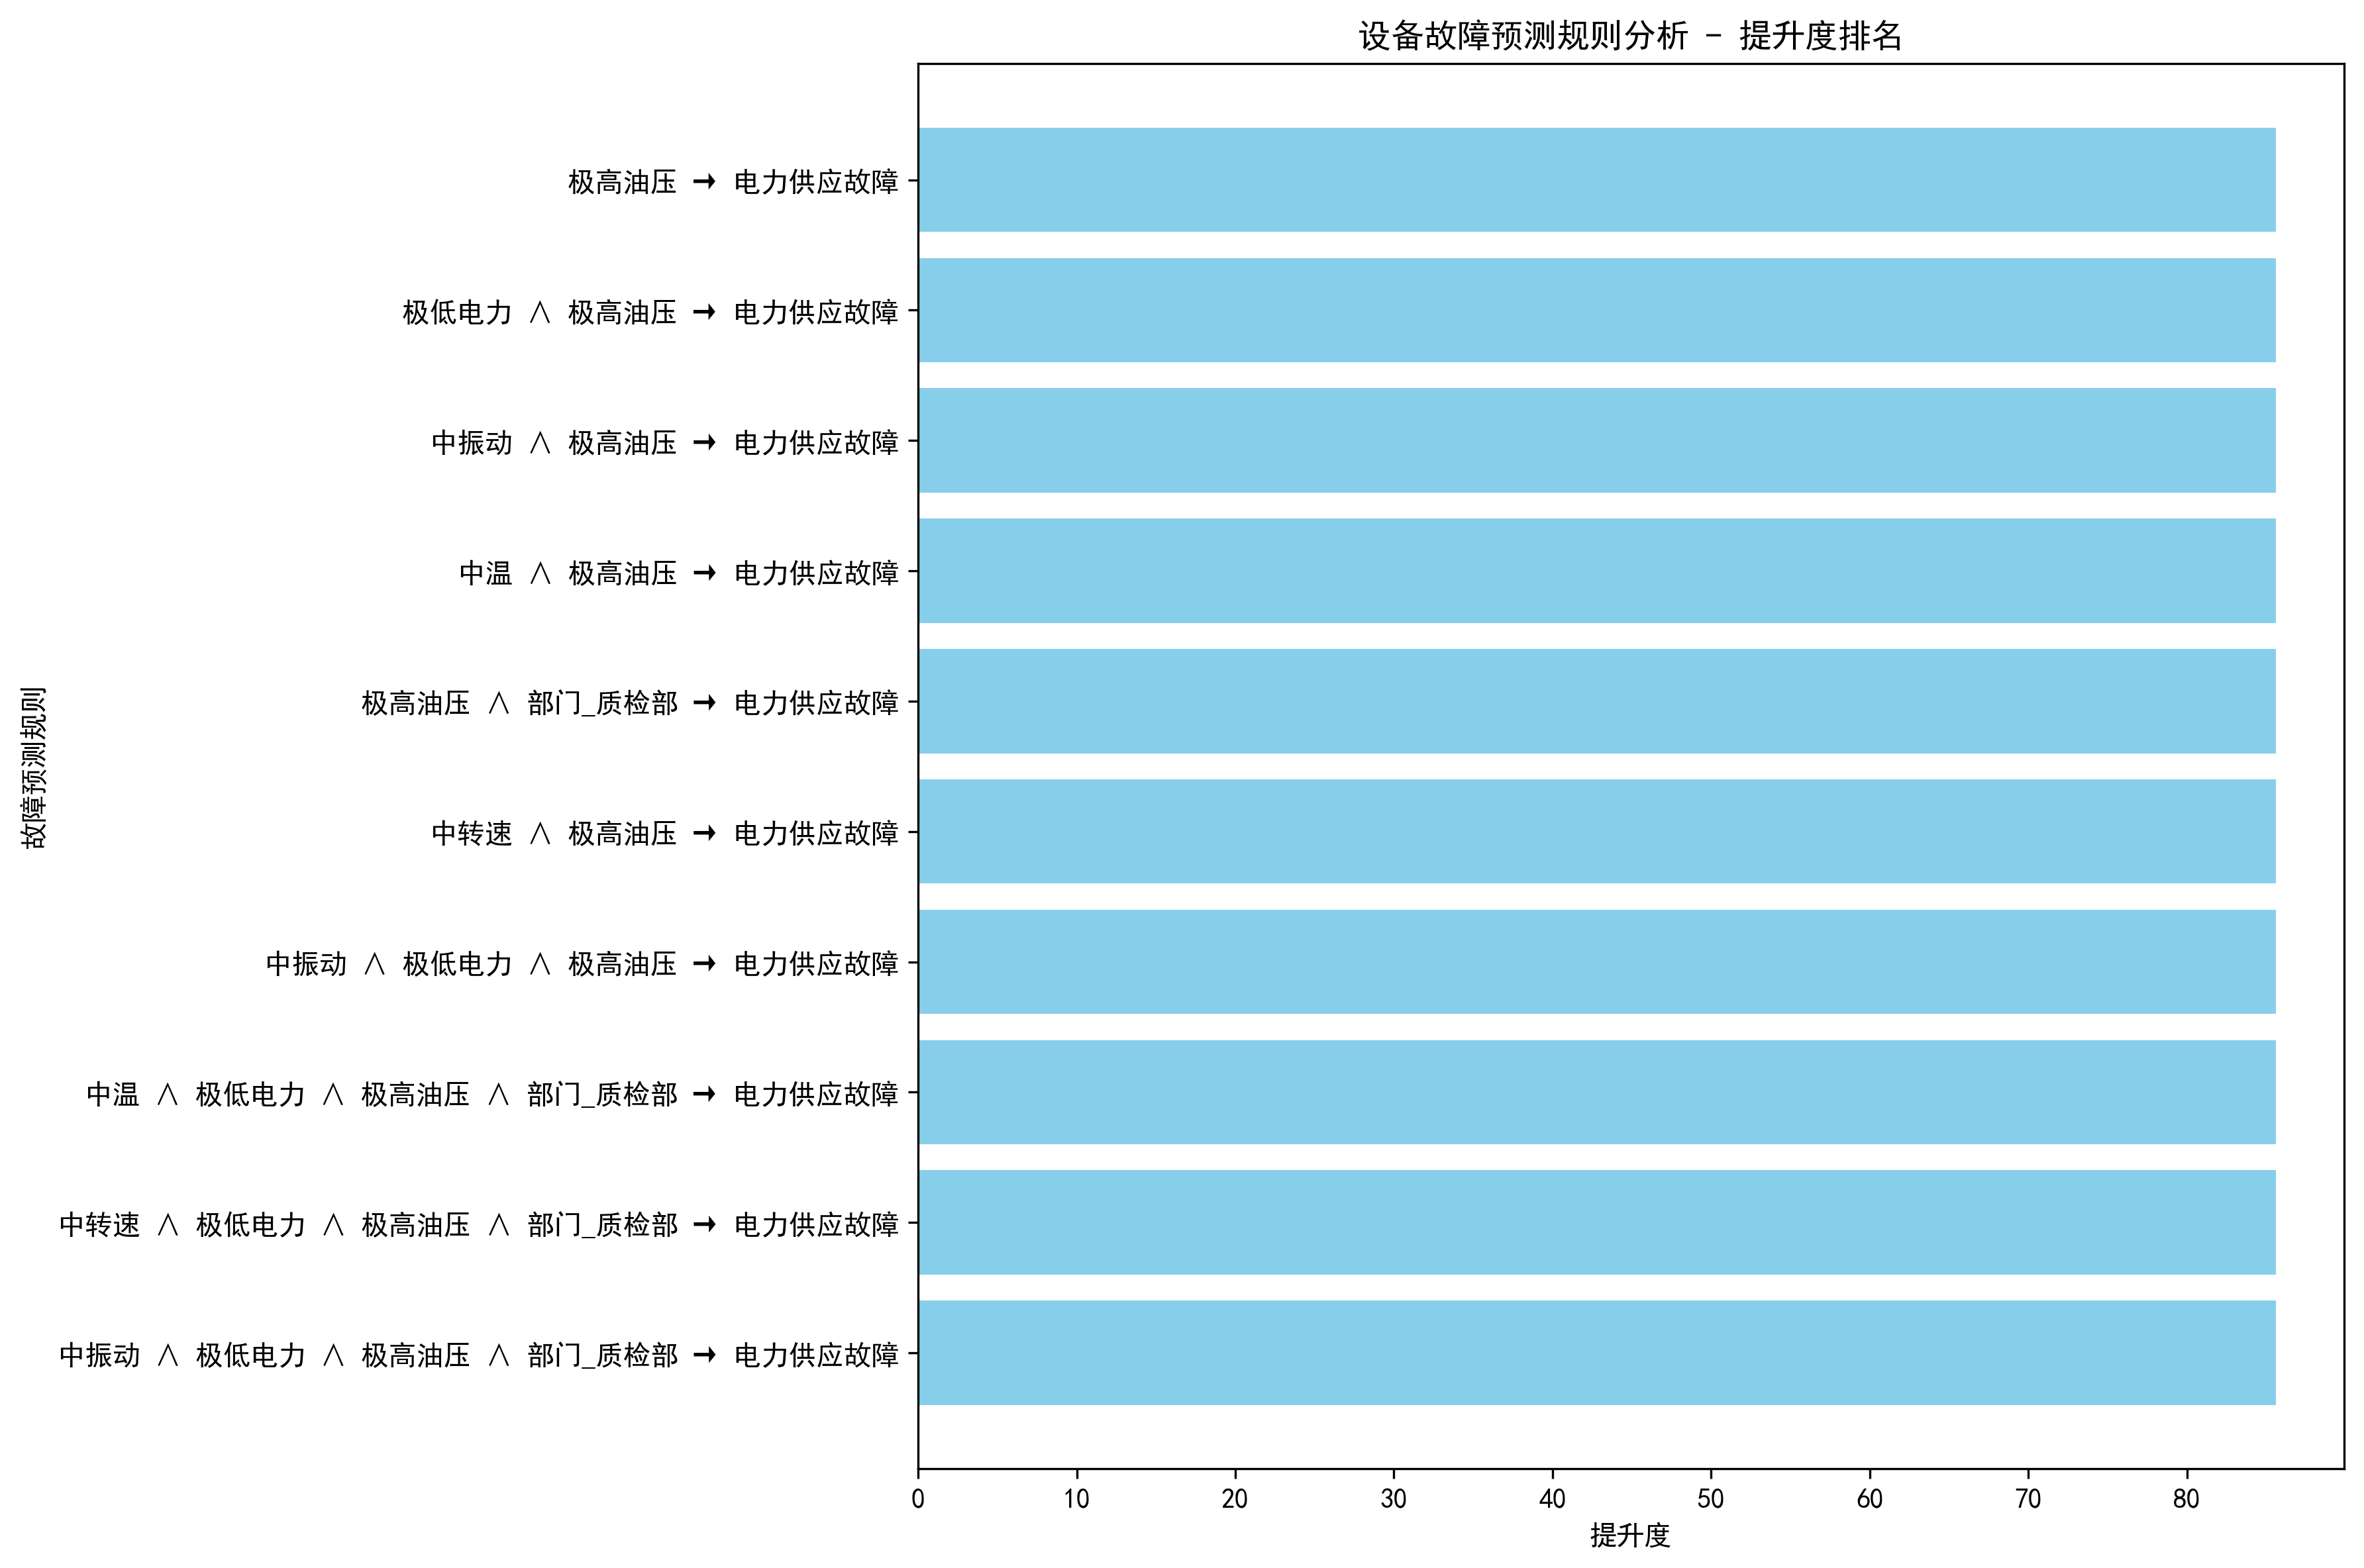 设备故障预测规则分析 - 提升度排名
极高油压 → 电力供应故障
极低电力 ∧ 极高油压 → 电力供应故障
中振动 ∧ 极高油压 → 电力供应故障
中温 ∧ 极高油压 → 电力供应故障
极高油压 ∧ 部门_质检部 → 电力供应故障
中转速 ∧ 极高油压 → 电力供应故障
中振动 ∧ 极低电力 ∧ 极高油压 → 电力供应故障
中温 ∧ 极低电力 ∧ 极高油压 ∧ 部门_质检部 → 电力供应故障
中转速 ∧ 极低电力 ∧ 极高油压 ∧ 部门_质检部 → 电力供应故障
中振动 ∧ 极低电力 ∧ 极高油压 ∧ 部门_质检部 → 电力供应故障
故障预测规则
0 10 20 30 40 50 60 70 80
提升度